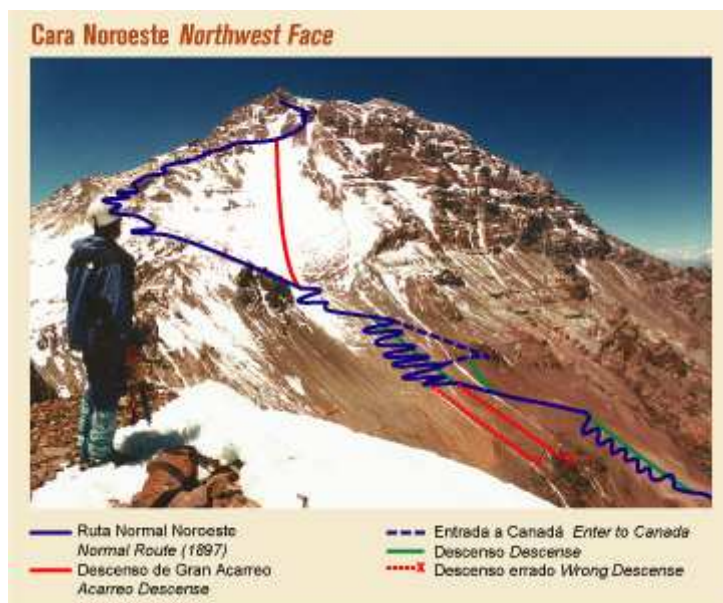 Cara Noroeste Northwest Face
Ruta Normal Noroeste
Normal Route (1897)
Descenso de Gran Acarreo
Acarreo Descense
Entrada a Canadá Enter to Canada
Descenso Descense
x Descenso errado Wrong Descense